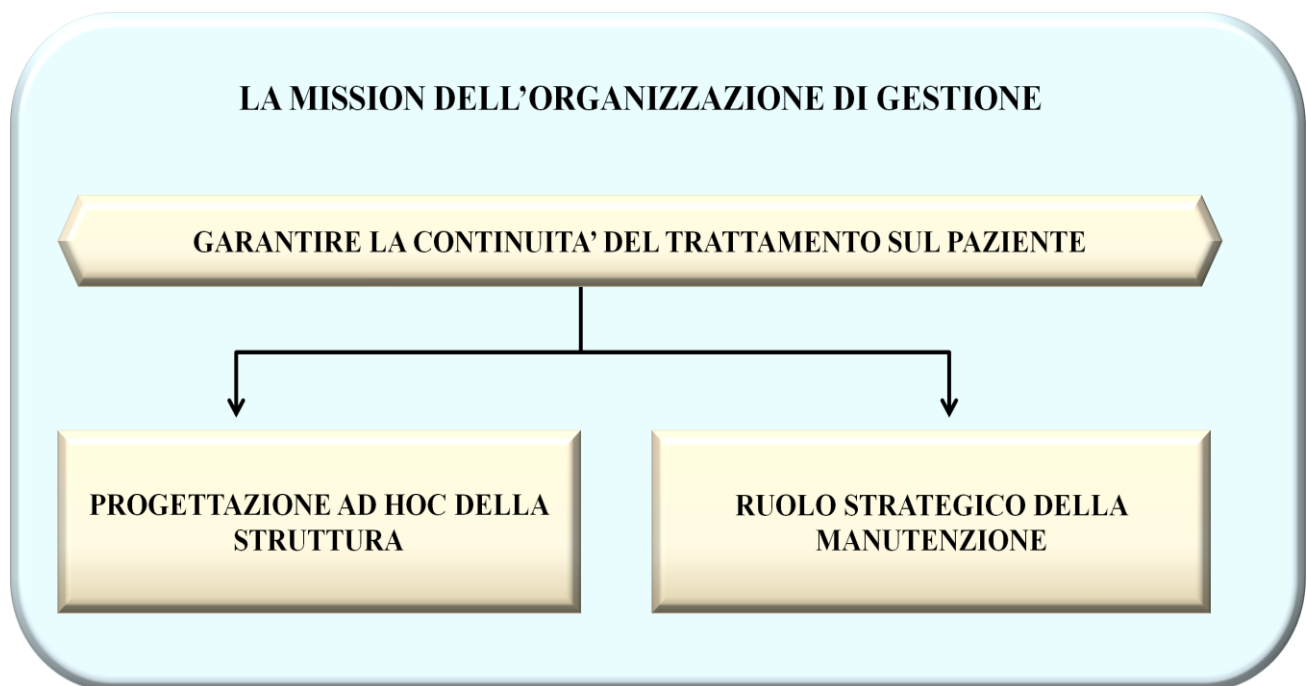 LA MISSION DELL’ORGANIZZAZIONE DI GESTIONE
GARANTIRE LA CONTINUITA’ DEL TRATTAMENTO SUL PAZIENTE
PROGETTAZIONE AD HOC DELLA
STRUTTURA
RUOLO STRATEGICO DELLA
MANUTENZIONE